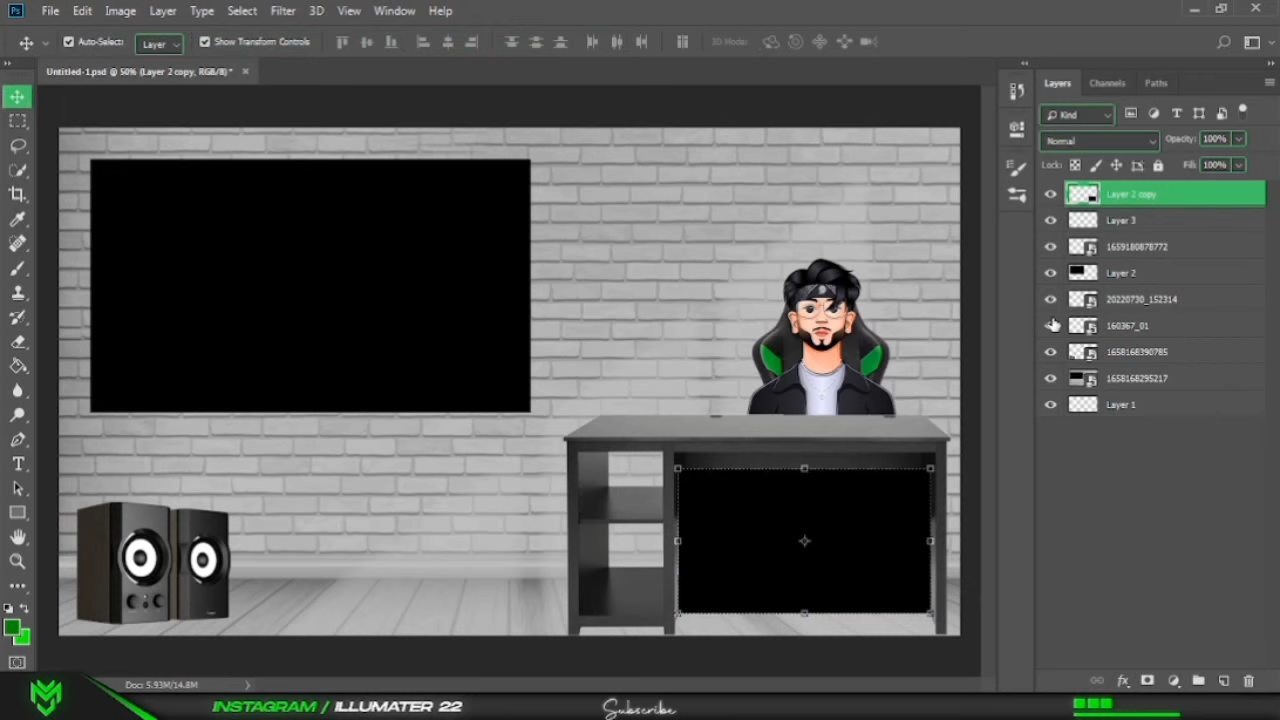 Ps File Edit Image Layer Type Select Filter 3D View Window Help
Auto-Select: Layer Show Transform Controls 3D Mode:
Untitled-1.psd @ 50% (Layer 2 copy, RGB/8) * ×
Layers Channels Paths
Kind
Normal Opacity: 100%
Lock: Fill: 100%
Layer 2 copy
Layer 3
1659180878772
Layer 2
20220730_152314
160367_01
1658168390785
1658168295217
Layer 1
Doc: 5.93M/14.8M
INSTAGRAM / ILLUMATER 22
Subscribe